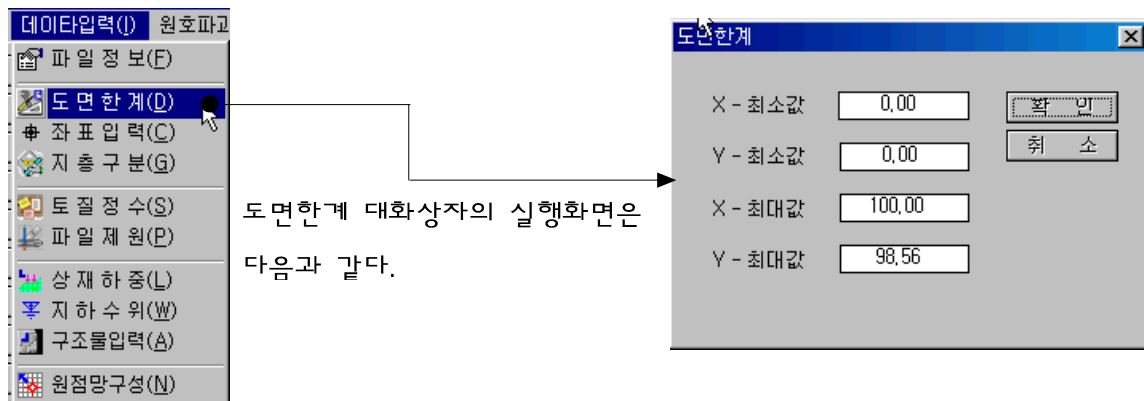 데이타입력(I) 원호파괴
파 일 정 보(F)
도 면 한 계(D)
좌 표 입 력(C)
지 층 구 분(G)
토 질 정 수(S)
파 일 제 원(P)
상 재 하 중(L)
지 하 수 위(W)
구조물입력(A)
원점망구성(N)
도면한계 대화상자의 실행화면은
다음과 같다.
도면한계
X - 최소값 0.00
Y - 최소값 0.00
X - 최대값 100.00
Y - 최대값 98.56
확 인
취 소